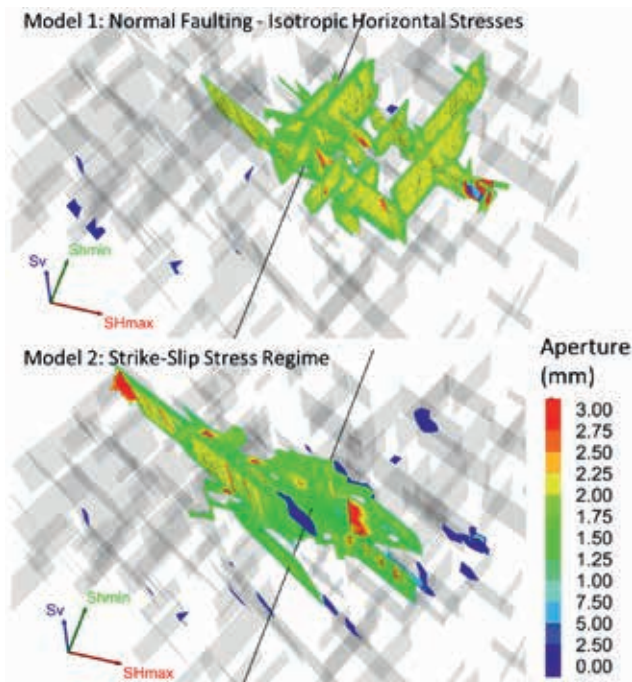 Model 1: Normal Faulting - Isotropic Horizontal Stresses
Sv
Shmin
SHmax
Model 2: Strike-Slip Stress Regime
Aperture
(mm)
3.00
2.75
2.50
2.25
2.00
1.75
1.50
1.25
1.00
7.50
5.00
2.50
0.00
Sv
Shmin
SHmax